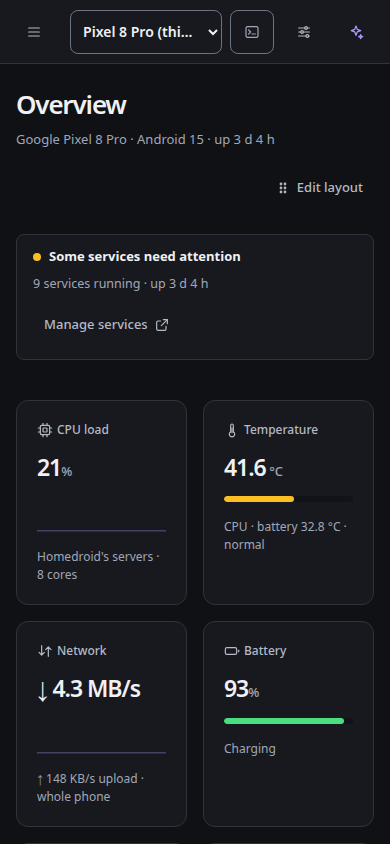 Pixel 8 Pro (thi...
Overview
Google Pixel 8 Pro · Android 15 · up 3 d 4 h
Edit layout
Some services need attention
9 services running · up 3 d 4 h
Manage services
CPU load
21%
Homedroid's servers ·
8 cores
Temperature
41.6 °C
CPU · battery 32.8 °C ·
normal
Network
↓ 4.3 MB/s
↑ 148 KB/s upload ·
whole phone
Battery
93%
Charging